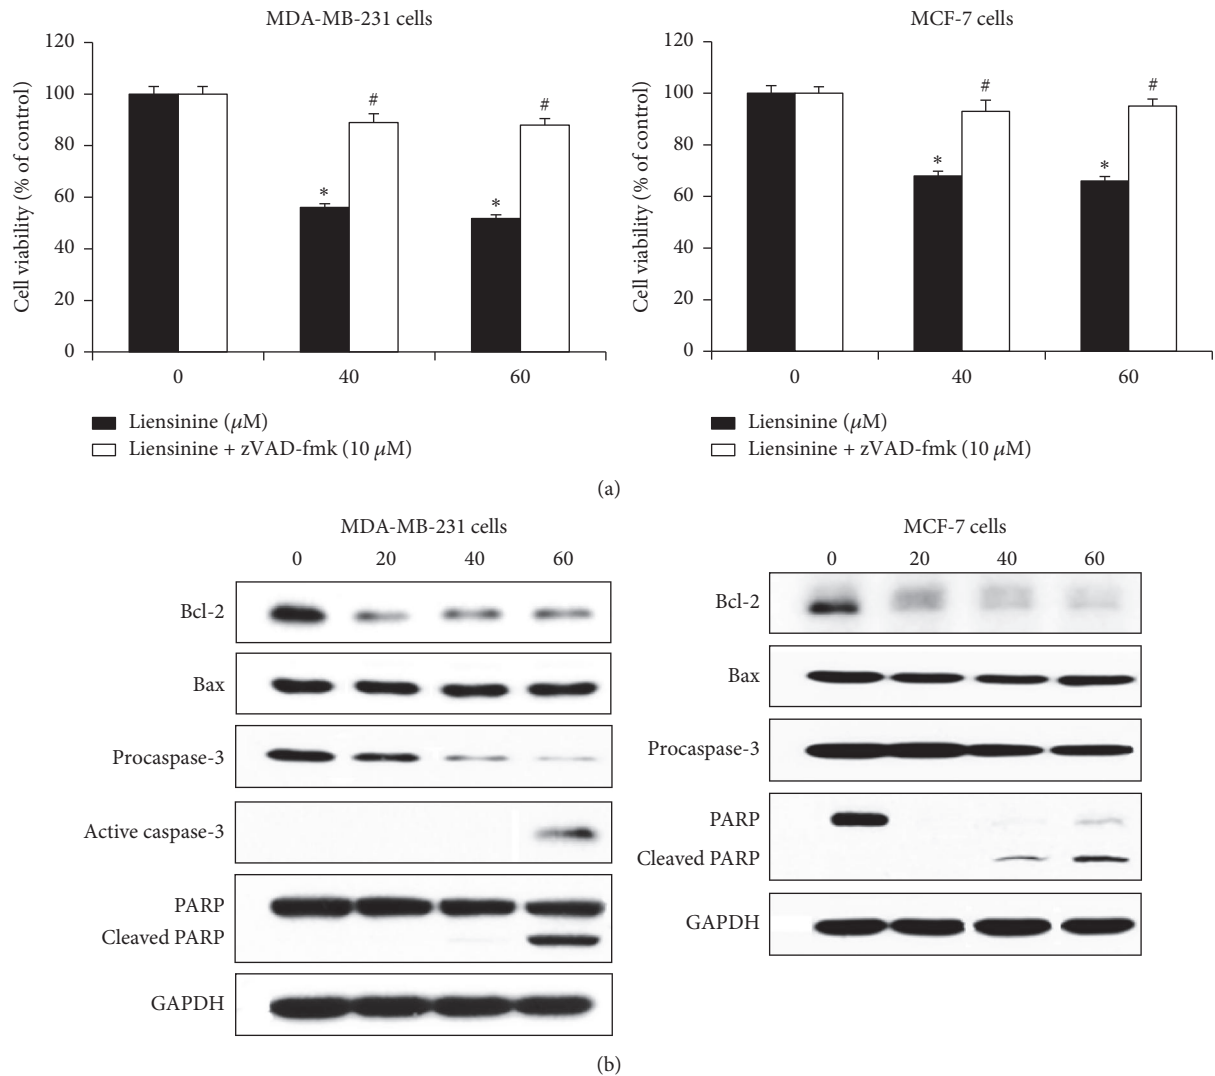 MDA-MB-231 cells
Cell viability (% of control)
120
100
80
60
40
20
0
#
#
*
*
0 40 60
Liensinine (μM)
Liensinine + zVAD-fmk (10 μM)
MCF-7 cells
Cell viability (% of control)
120
100
80
60
40
20
0
#
#
*
*
0 40 60
Liensinine (μM)
Liensinine + zVAD-fmk (10 μM)
(a)
MDA-MB-231 cells
0 20 40 60
Bcl-2
Bax
Procaspase-3
Active caspase-3
PARP
Cleaved PARP
GAPDH
MCF-7 cells
0 20 40 60
Bcl-2
Bax
Procaspase-3
PARP
Cleaved PARP
GAPDH
(b)